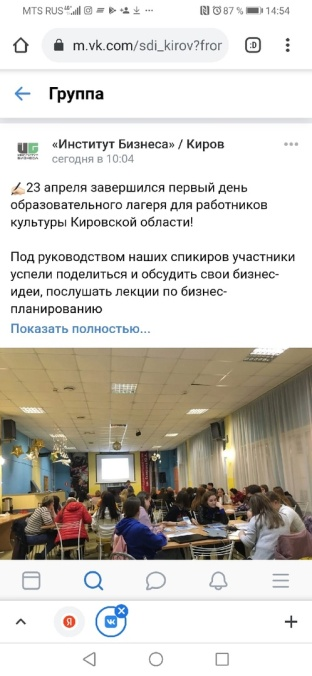 MTS RUS 87 % 14:54
m.vk.com/sdi_kirov?fror
Группа
ИНСТИТУТ
БИЗНЕСА
«Институт Бизнеса» / Киров
сегодня в 10:04
✍23 апреля завершился первый день
образовательного лагеря для работников
культуры Кировской области!
Под руководством наших спикиров участники
успели поделиться и обсудить свои бизнес-
идеи, послушать лекции по бизнес-
планированию
Показать полностью...